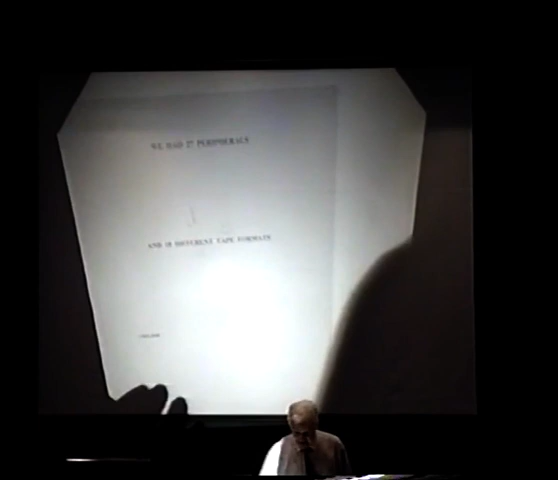 WE HAD 27 PERIPHERALS
AND 18 DIFFERENT TAPE FORMATS